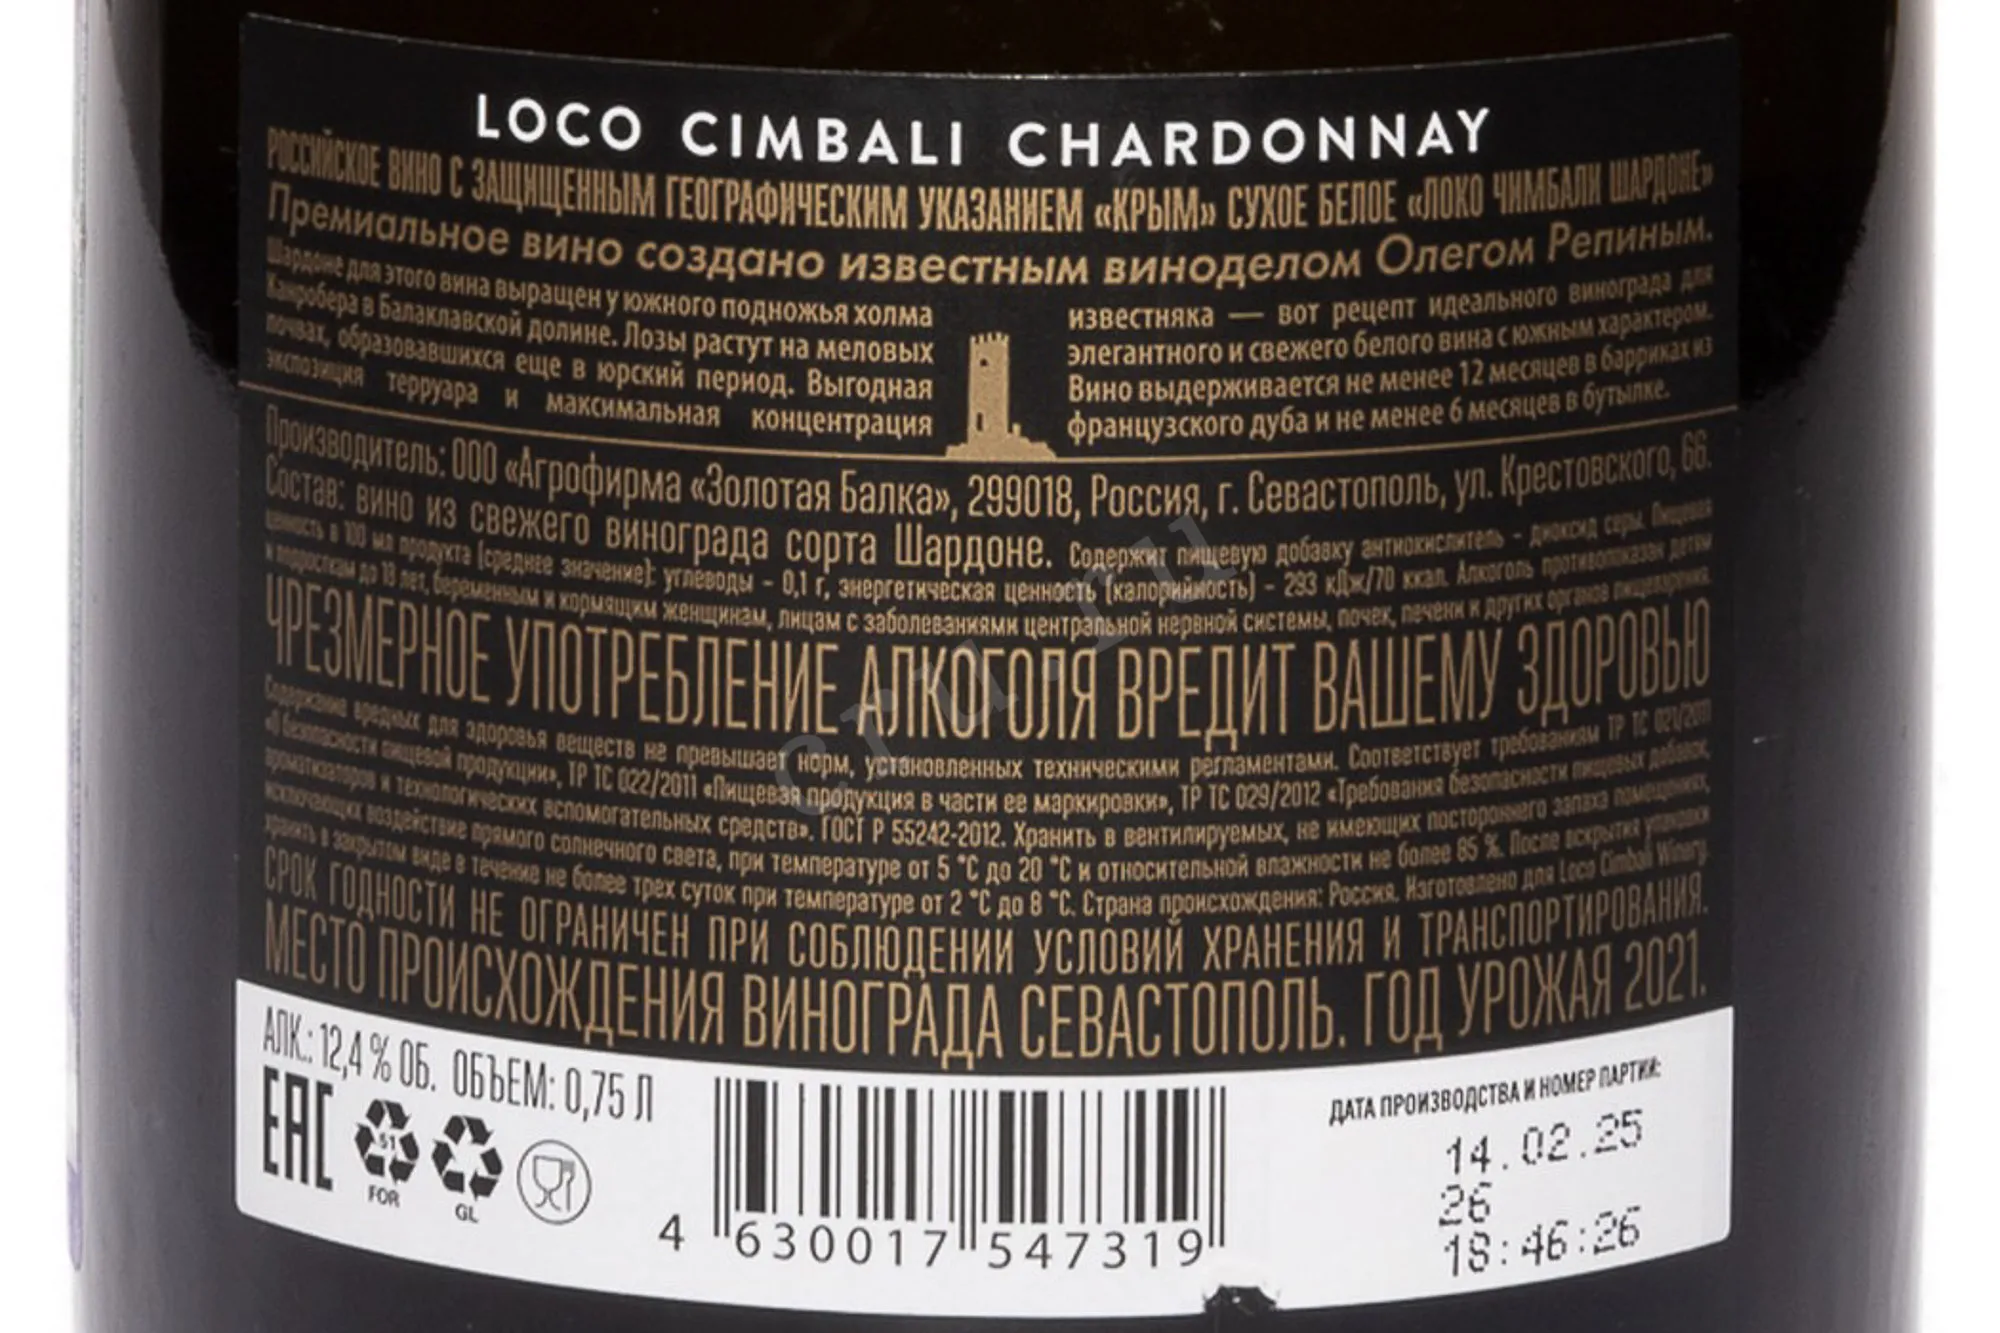 LOCO CIMBALI CHARDONNAY
РОССИЙСКОЕ ВИНО С ЗАЩИЩЕННЫМ ГЕОГРАФИЧЕСКИМ УКАЗАНИЕМ «КРЫМ» СУХОЕ БЕЛОЕ «ЛОКО ЧИМБАЛИ ШАРДОНЕ»
Премиальное вино создано известным виноделом Олегом Репиным.
Шардоне для этого вина выращен у южного подножья холма
Канробера в Балаклавской долине. Лозы растут на меловых
почвах, образовавшихся еще в юрский период. Выгодная
экспозиция терруара и максимальная концентрация
известняка — вот рецепт идеального винограда для
элегантного и свежего белого вина с южным характером.
Вино выдерживается не менее 12 месяцев в барриках из
французского дуба и не менее 6 месяцев в бутылке.
Производитель: ООО «Агрофирма «Золотая Балка», 299018, Россия, г. Севастополь, ул. Крестовского, 66.
Состав: вино из свежего винограда сорта Шардоне. Содержит пищевую добавку антиокислитель - диоксид серы. Пищевая
ценность в 100 мл продукта (среднее значение): углеводы - 0,1 г, энергетическая ценность (калорийность) - 293 кДж/70 ккал. Алкоголь противопоказан детям
и подросткам до 18 лет, беременным и кормящим женщинам, лицам с заболеваниями центральной нервной системы, почек, печени и других органов пищеварения.
ЧРЕЗМЕРНОЕ УПОТРЕБЛЕНИЕ АЛКОГОЛЯ ВРЕДИТ ВАШЕМУ ЗДОРОВЬЮ
Содержание вредных для здоровья веществ не превышает норм, установленных техническими регламентами. Соответствует требованиям ТР ТС 021/2011
«О безопасности пищевой продукции», ТР ТС 022/2011 «Пищевая продукция в части ее маркировки», ТР ТС 029/2012 «Требования безопасности пищевых добавок,
ароматизаторов и технологических вспомогательных средств». ГОСТ Р 55242-2012. Хранить в вентилируемых, не имеющих постороннего запаха помещениях,
исключающих воздействие прямого солнечного света, при температуре от 5 °С до 20 °С и относительной влажности не более 85 %. После вскрытия упаковки
хранить в закрытом виде в течение не более трех суток при температуре от 2 °С до 8 °С. Страна происхождения: Россия. Изготовлено для Loco Cimbali Winery.
СРОК ГОДНОСТИ НЕ ОГРАНИЧЕН ПРИ СОБЛЮДЕНИИ УСЛОВИЙ ХРАНЕНИЯ И ТРАНСПОРТИРОВАНИЯ.
МЕСТО ПРОИСХОЖДЕНИЯ ВИНОГРАДА СЕВАСТОПОЛЬ. ГОД УРОЖАЯ 2021.
АЛК.: 12,4 % ОБ. ОБЪЕМ: 0,75 Л
EAC
51
FOR
GL
4 630017 547319
ДАТА ПРОИЗВОДСТВА И НОМЕР ПАРТИИ:
14.02.25
26
18:46:26
cru.ru